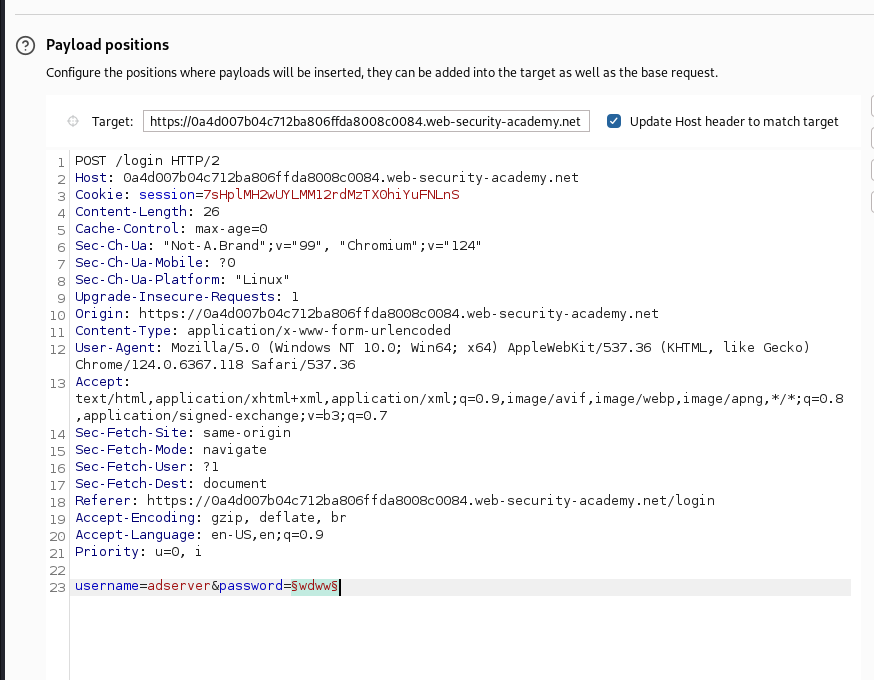 Payload positions
Configure the positions where payloads will be inserted, they can be added into the target as well as the base request.
Target: https://0a4d007b04c712ba806ffda8008c0084.web-security-academy.net Update Host header to match target
1 POST /login HTTP/2
2 Host: 0a4d007b04c712ba806ffda8008c0084.web-security-academy.net
3 Cookie: session=7sHplMH2wUYLMM12rdMzTX0hiYuFNLnS
4 Content-Length: 26
5 Cache-Control: max-age=0
6 Sec-Ch-Ua: "Not-A.Brand";v="99", "Chromium";v="124"
7 Sec-Ch-Ua-Mobile: ?0
8 Sec-Ch-Ua-Platform: "Linux"
9 Upgrade-Insecure-Requests: 1
10 Origin: https://0a4d007b04c712ba806ffda8008c0084.web-security-academy.net
11 Content-Type: application/x-www-form-urlencoded
12 User-Agent: Mozilla/5.0 (Windows NT 10.0; Win64; x64) AppleWebKit/537.36 (KHTML, like Gecko)
Chrome/124.0.6367.118 Safari/537.36
13 Accept:
text/html,application/xhtml+xml,application/xml;q=0.9,image/avif,image/webp,image/apng,*/*;q=0.8
,application/signed-exchange;v=b3;q=0.7
14 Sec-Fetch-Site: same-origin
15 Sec-Fetch-Mode: navigate
16 Sec-Fetch-User: ?1
17 Sec-Fetch-Dest: document
18 Referer: https://0a4d007b04c712ba806ffda8008c0084.web-security-academy.net/login
19 Accept-Encoding: gzip, deflate, br
20 Accept-Language: en-US,en;q=0.9
21 Priority: u=0, i
22
23 username=adserver&password=§wdww§